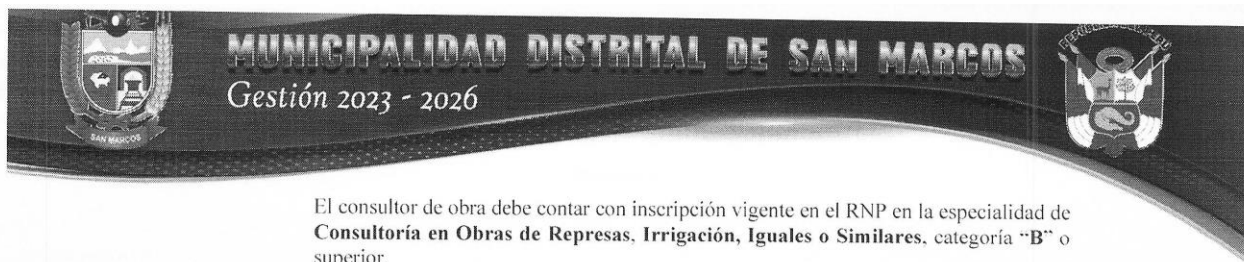 MUNICIPALIDAD DISTRITAL DE SAN MARCOS
Gestión 2023 - 2026
SAN MARCOS
El consultor de obra debe contar con inscripción vigente en el RNP en la especialidad de
Consultoría en Obras de Represas, Irrigación, Iguales o Similares, categoría "B" o
superior